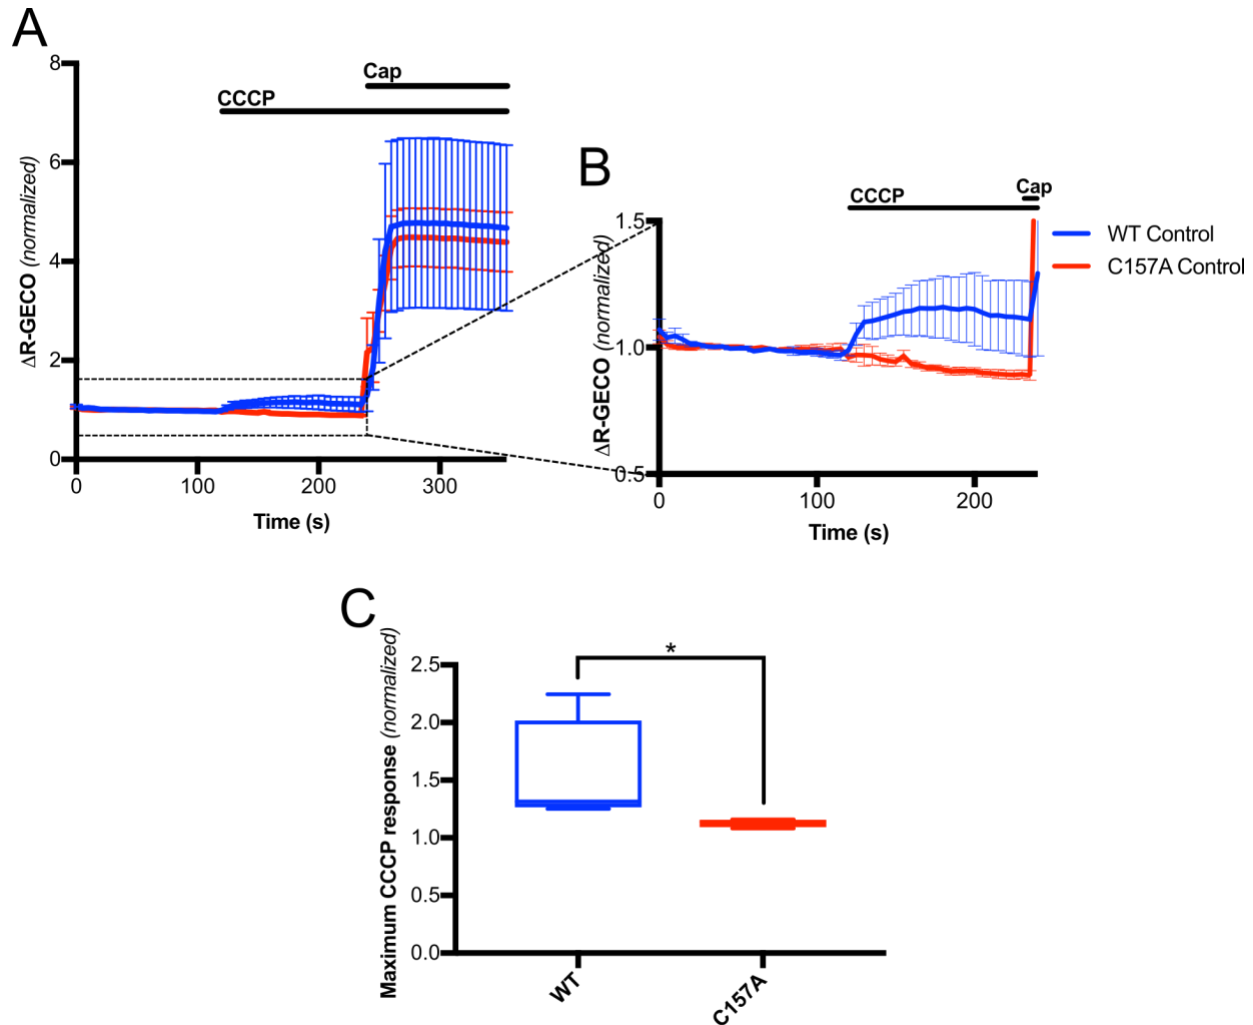 A
8
6
4
2
0
ΔR-GECO (normalized)
Cap
CCCP
0
100
200
300
Time (s)
B
1.5
1.0
0.5
ΔR-GECO (normalized)
Cap
CCCP
0
100
200
Time (s)
WT Control
C157A Control
C
2.5
2.0
1.5
1.0
0.5
0.0
Maximum CCCP response (normalized)
*
WT
C157A